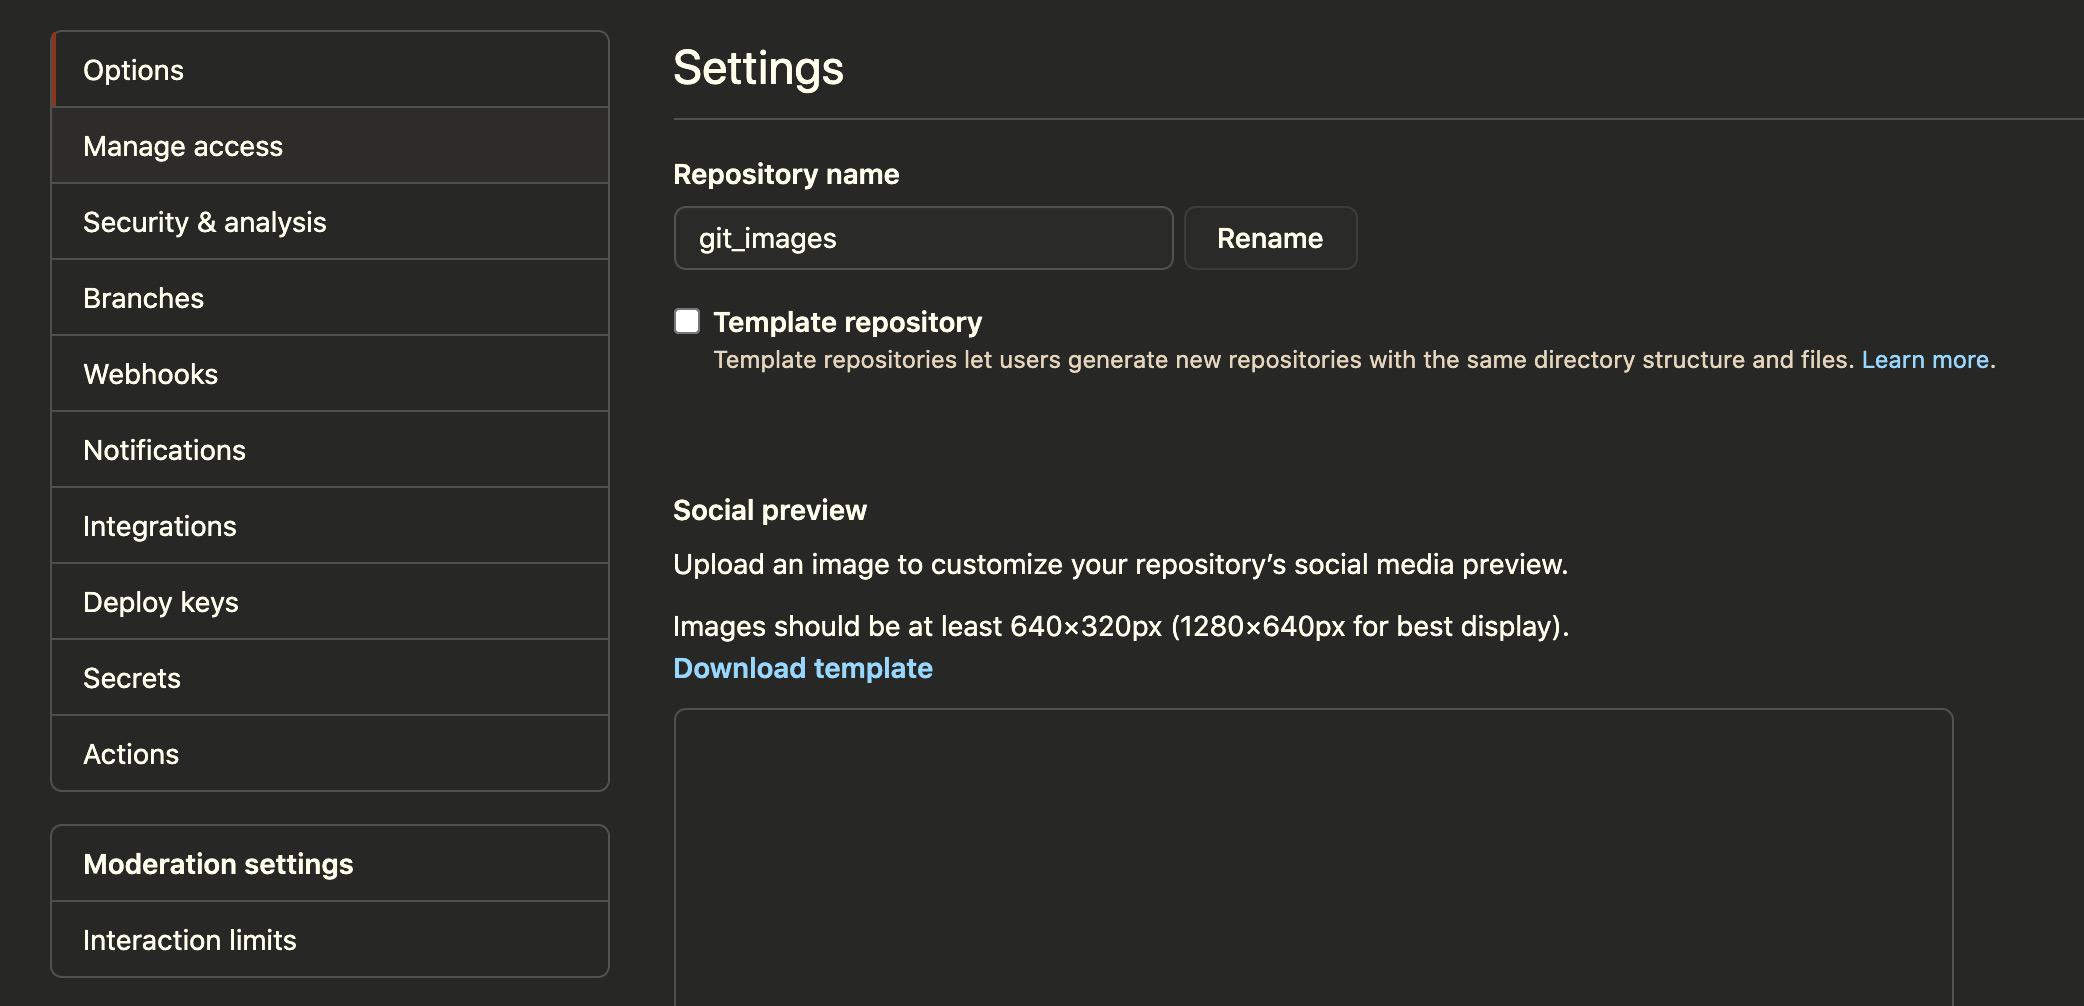 Options
Manage access
Security & analysis
Branches
Webhooks
Notifications
Integrations
Deploy keys
Secrets
Actions
Moderation settings
Interaction limits
Settings
Repository name
git_images
Rename
Template repository
Template repositories let users generate new repositories with the same directory structure and files. Learn more.
Social preview
Upload an image to customize your repository’s social media preview.
Images should be at least 640×320px (1280×640px for best display).
Download template